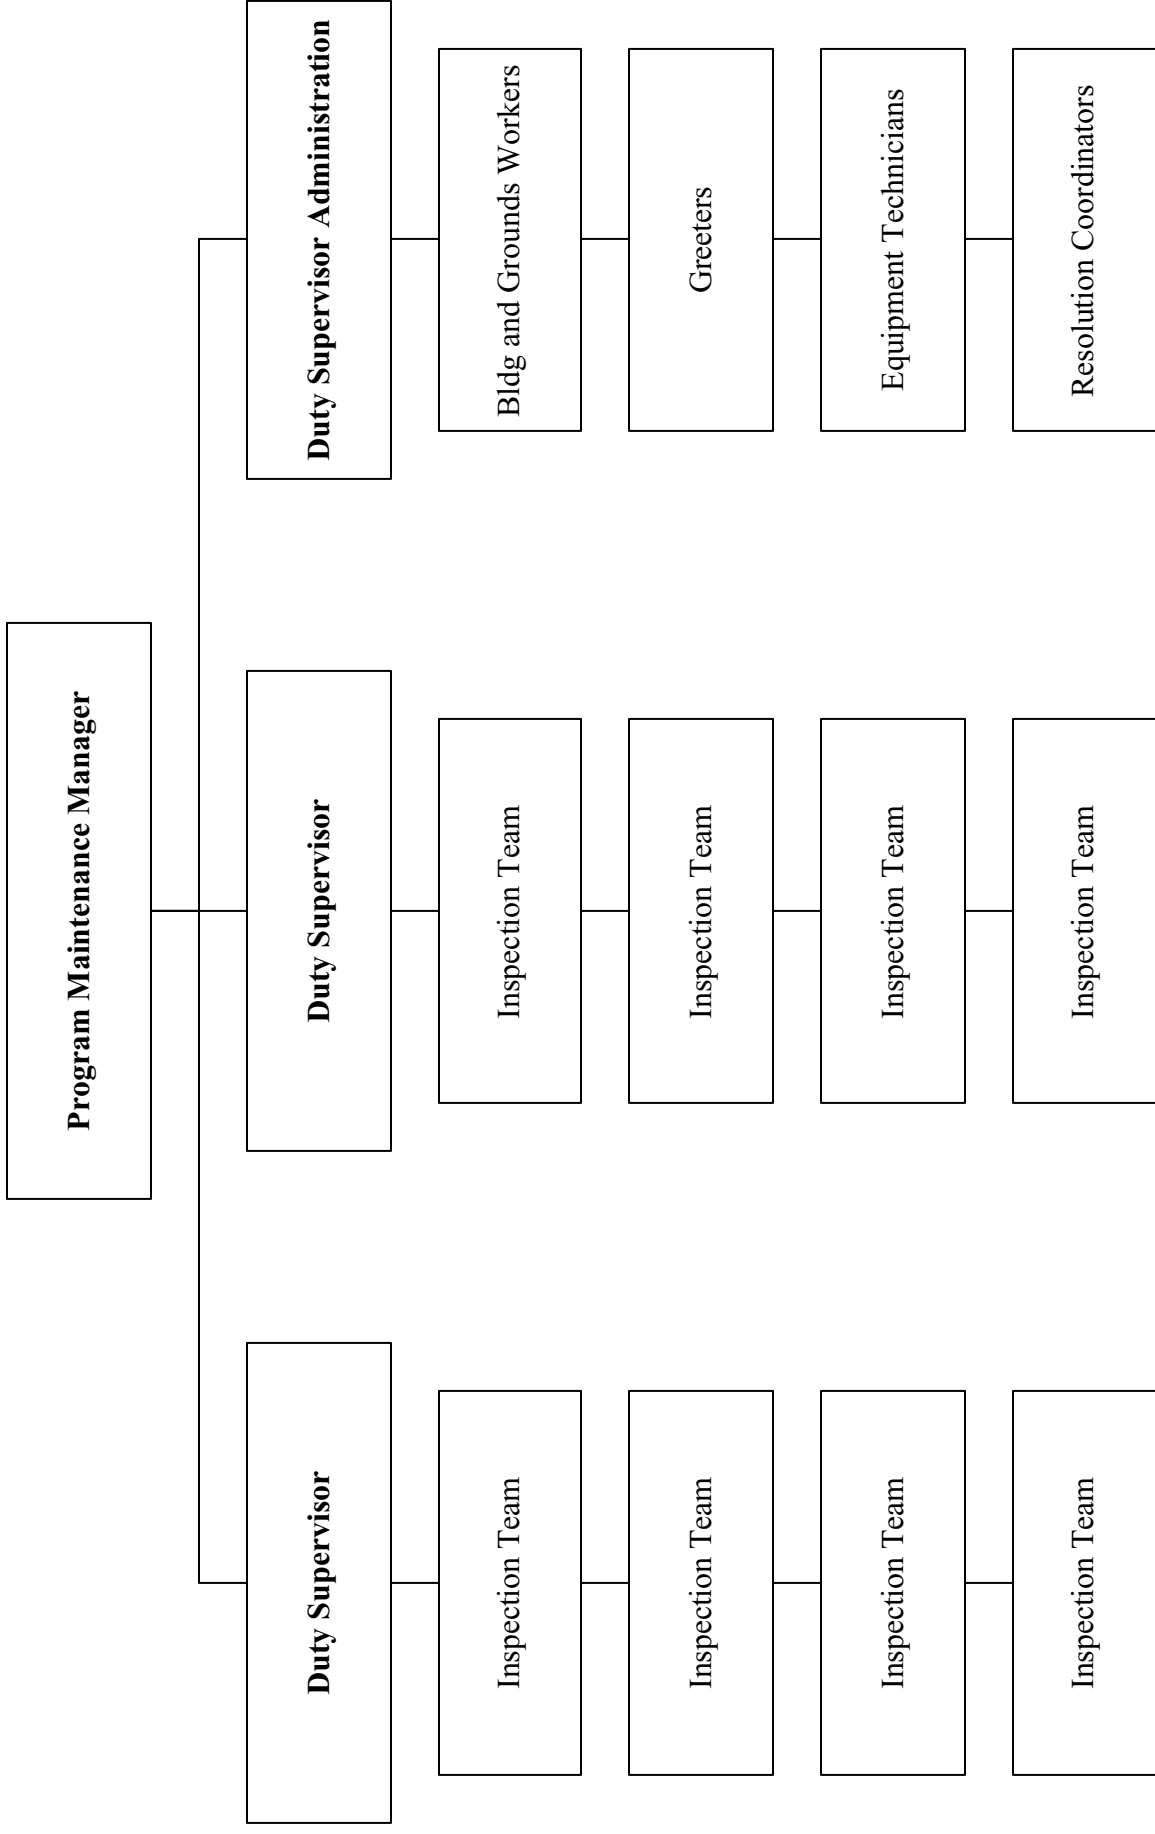 Program Maintenance Manager
Duty Supervisor
Inspection Team
Inspection Team
Inspection Team
Inspection Team
Duty Supervisor
Inspection Team
Inspection Team
Inspection Team
Inspection Team
Duty Supervisor Administration
Bldg and Grounds Workers
Greeters
Equipment Technicians
Resolution Coordinators